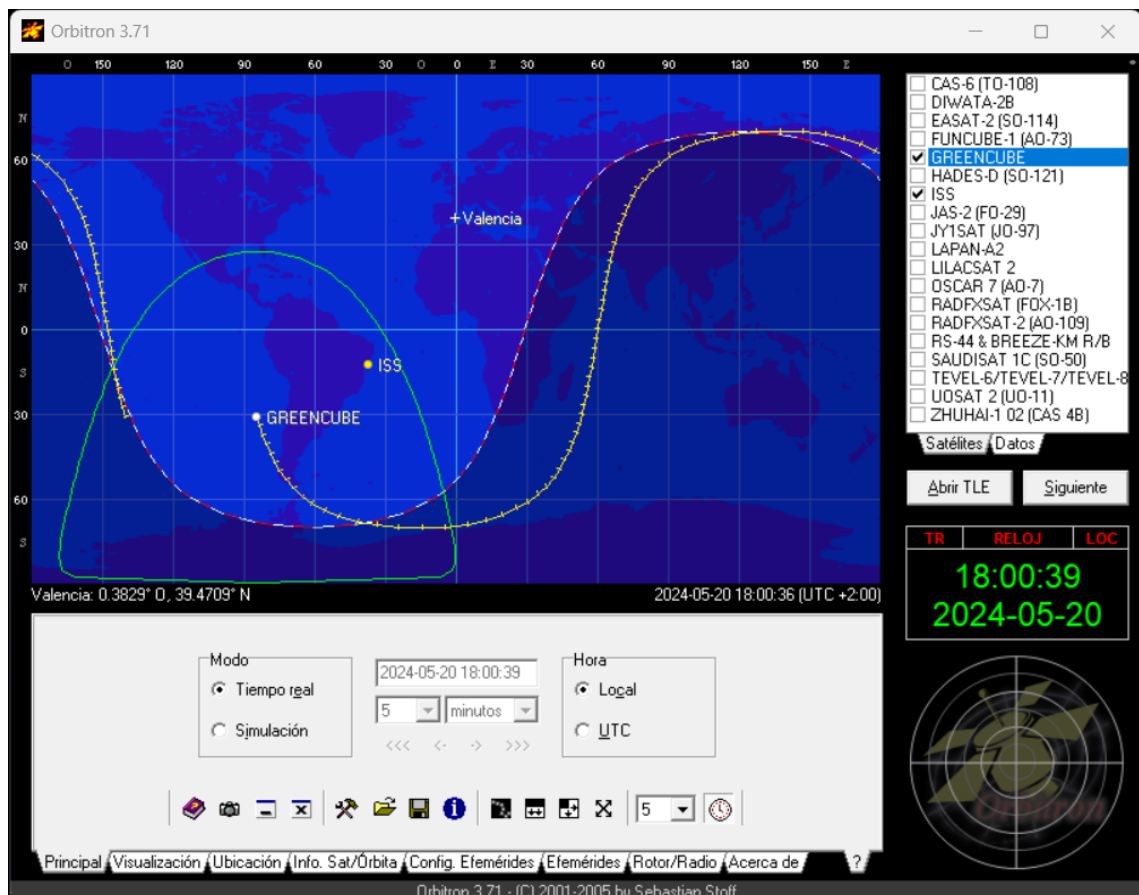 Orbitron 3.71
O 150 120 90 60 30 O 0 E 30 60 90 120 150 E
N
60
30
N
0
S
30
60
S
Valencia
ISS
GREENCUBE
Valencia: 0.3829° O, 39.4709° N 2024-05-20 18:00:36 (UTC +2:00)
CAS-6 (TO-108)
DIWATA-2B
EASAT-2 (SO-114)
FUNCUBE-1 (AO-73)
GREENCUBE
HADES-D (SO-121)
ISS
JAS-2 (FO-29)
JY1SAT (JO-97)
LAPAN-A2
LILACSAT 2
OSCAR 7 (AO-7)
RADFXSAT (FOX-1B)
RADFXSAT-2 (AO-109)
RS-44 & BREEZE-KM R/B
SAUDISAT 1C (SO-50)
TEVEL-6/TEVEL-7/TEVEL-8
UOSAT 2 (UO-11)
ZHUHAI-1 02 (CAS 4B)
Satélites Datos
Abrir TLE Siguiente
TR RELOJ LOC
18:00:39
2024-05-20
Orbitron
Modo
Tiempo real
Simulación
2024-05-20 18:00:39
5 minutos
<<< <- -> >>>
Hora
Local
UTC
5
Principal Visualización Ubicación Info. Sat/Órbita Config. Efemérides Efemérides Rotor/Radio Acerca de ?
Orbitron 3.71 - (C) 2001-2005 by Sebastian Stoff